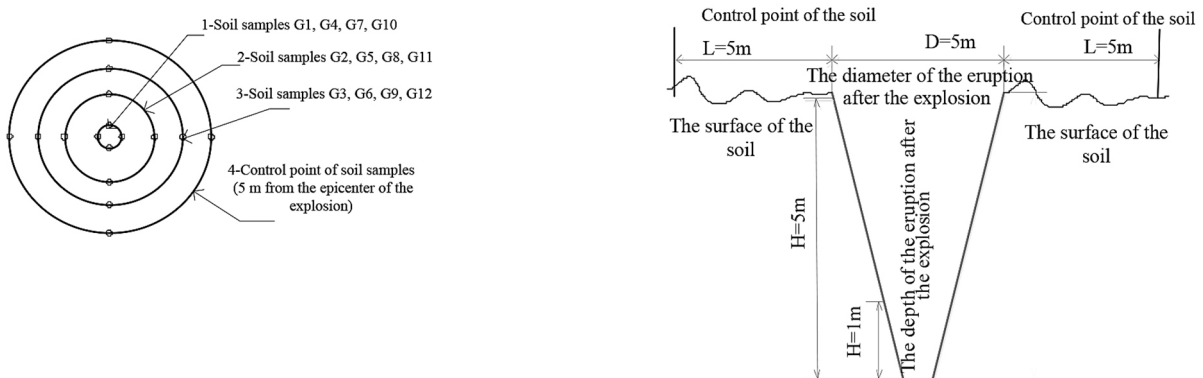 1-Soil samples G1, G4, G7, G10
2-Soil samples G2, G5, G8, G11
3-Soil samples G3, G6, G9, G12
4-Control point of soil samples
(5 m from the epicenter of the
explosion)
Control point of the soil
Control point of the soil
L=5m
D=5m
L=5m
The diameter of the eruption
after the explosion
The surface of the
soil
The surface of the
soil
H=5m
H=1m
The depth of the eruption after
the explosion